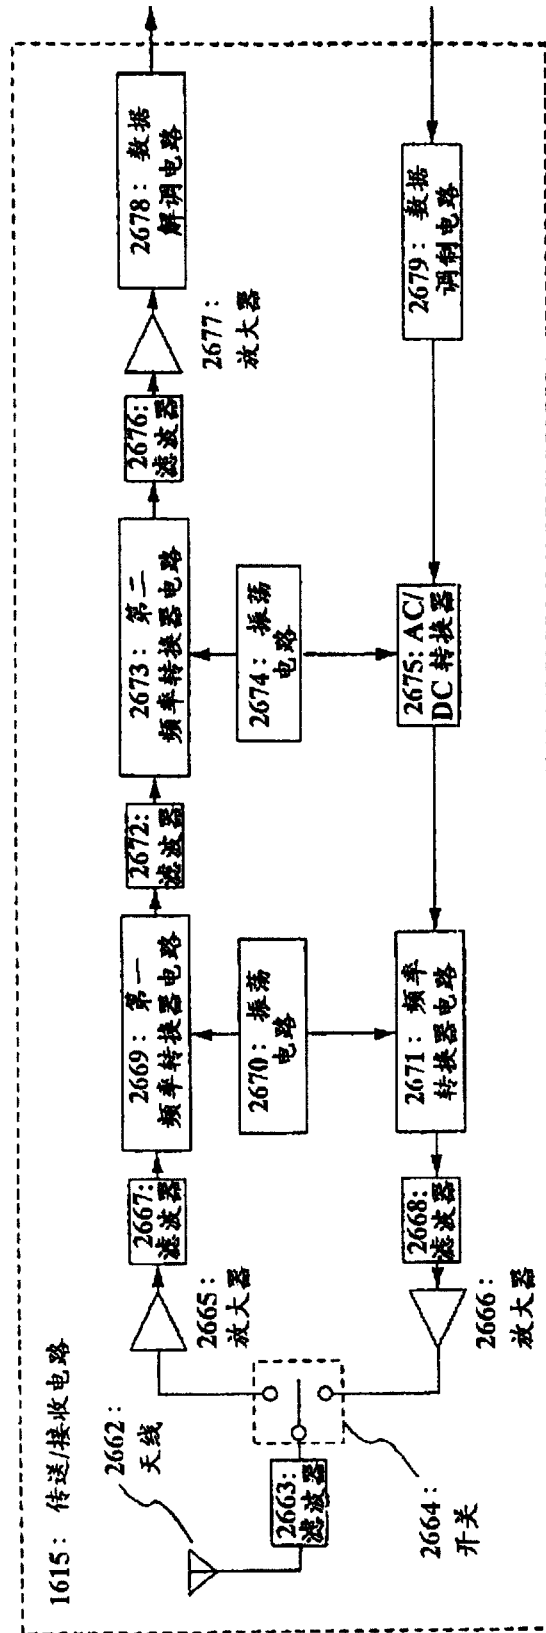 1615: 传送/接收电路
2662:
天线
2663:
滤波器
2664:
开关
2665:
放大器
2667:
滤波器
2669: 第一
频率转换器电路
2672:
滤波器
2673: 第二
频率转换器电路
2676:
滤波器
2677:
放大器
2678: 数据
解调电路
2670: 振荡
电路
2674: 振荡
电路
2666:
放大器
2668:
滤波器
2671: 频率
转换器电路
2675: AC/
DC 转换器
2679: 数据
调制电路